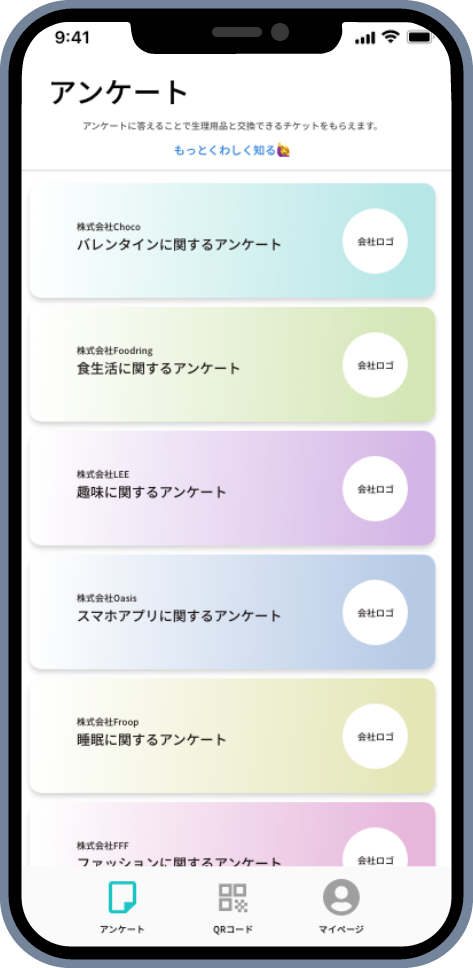 9:41
アンケート
アンケートに答えることで生理用品と交換できるチケットをもらえます。
もっとくわしく知る🙋
株式会社Choco
バレンタインに関するアンケート
会社ロゴ
株式会社Foodring
食生活に関するアンケート
会社ロゴ
株式会社LEE
趣味に関するアンケート
会社ロゴ
株式会社Oasis
スマホアプリに関するアンケート
会社ロゴ
株式会社Froop
睡眠に関するアンケート
会社ロゴ
株式会社FFF
ファッションに関するアンケート
会社ロゴ
アンケート
QRコード
マイページ